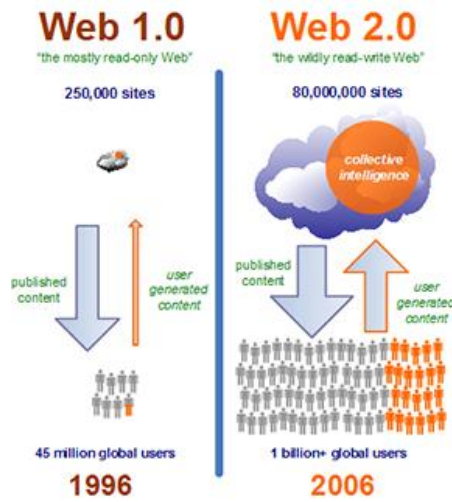 Web 1.0
"the mostly read-only Web"
250,000 sites
published
content
user
generated
content
45 million global users
1996
Web 2.0
"the wildly read-write Web"
80,000,000 sites
collective
intelligence
published
content
user
generated
content
1 billion+ global users
2006